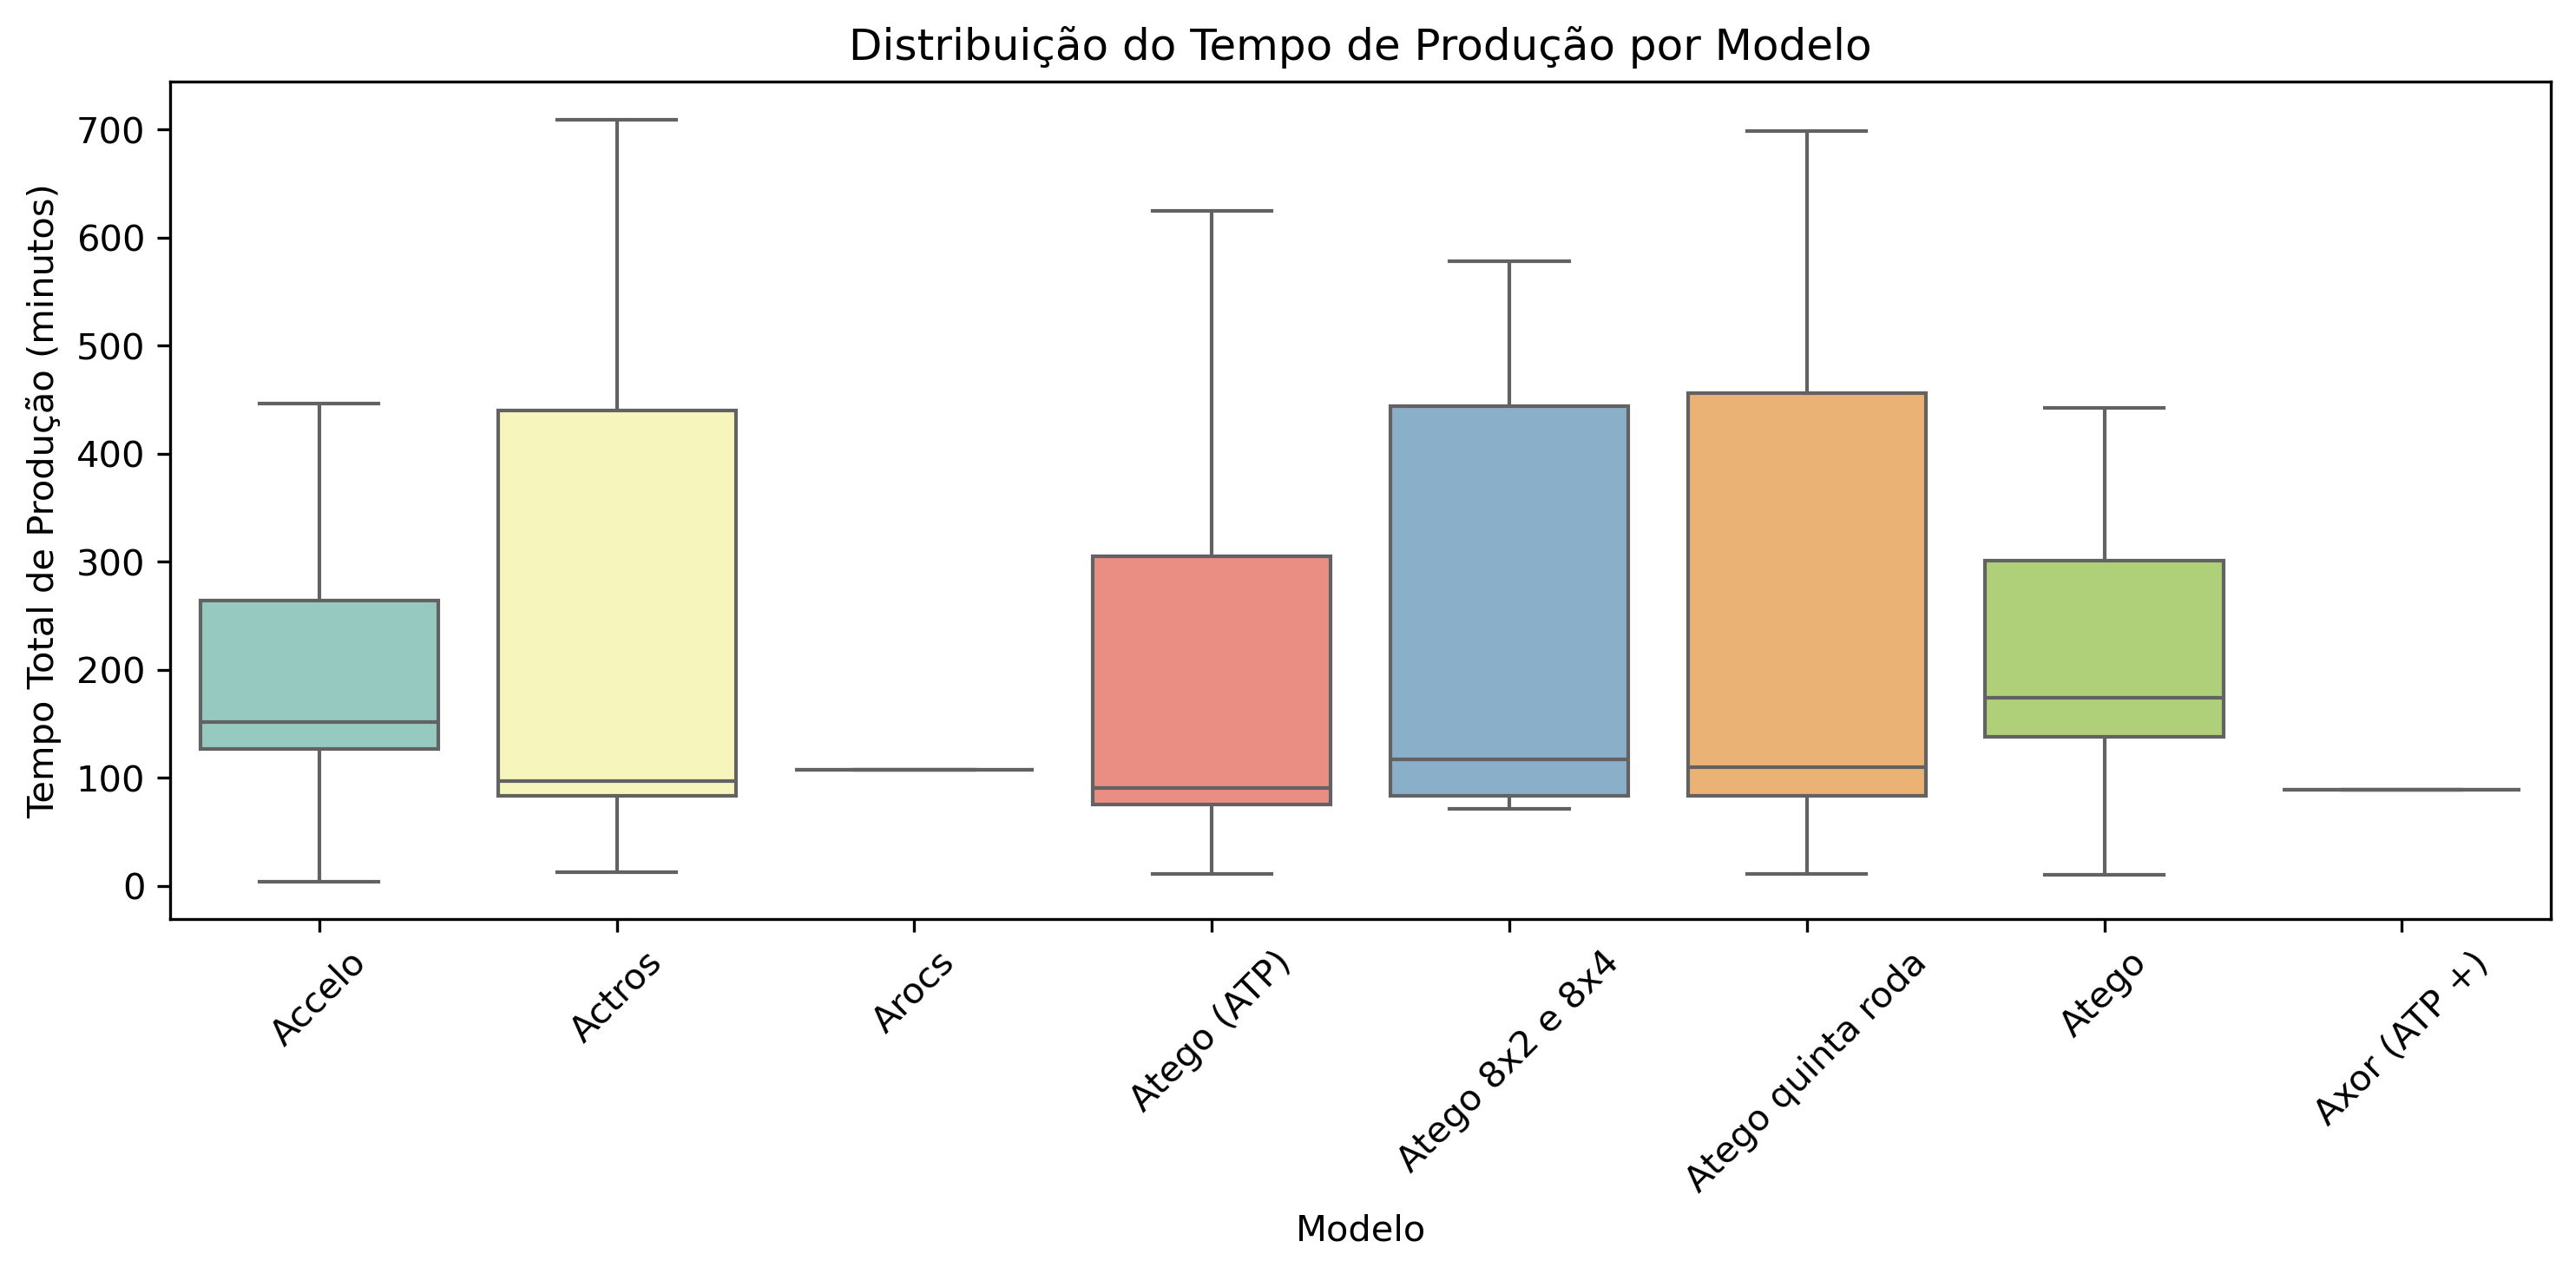 Distribuição do Tempo de Produção por Modelo
Tempo Total de Produção (minutos)
700
600
500
400
300
200
100
0
Accelo
Actros
Arocs
Atego (ATP)
Atego 8x2 e 8x4
Atego quinta roda
Atego
Axor (ATP +)
Modelo